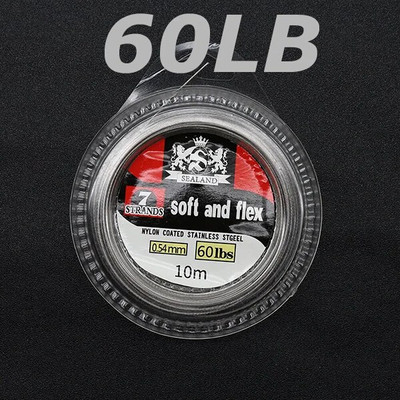 60LB
SEALAND
7
STRANDS
soft and flex
NYLON COATED STAINLESS STGEEL
0.54mm 60lbs
10m